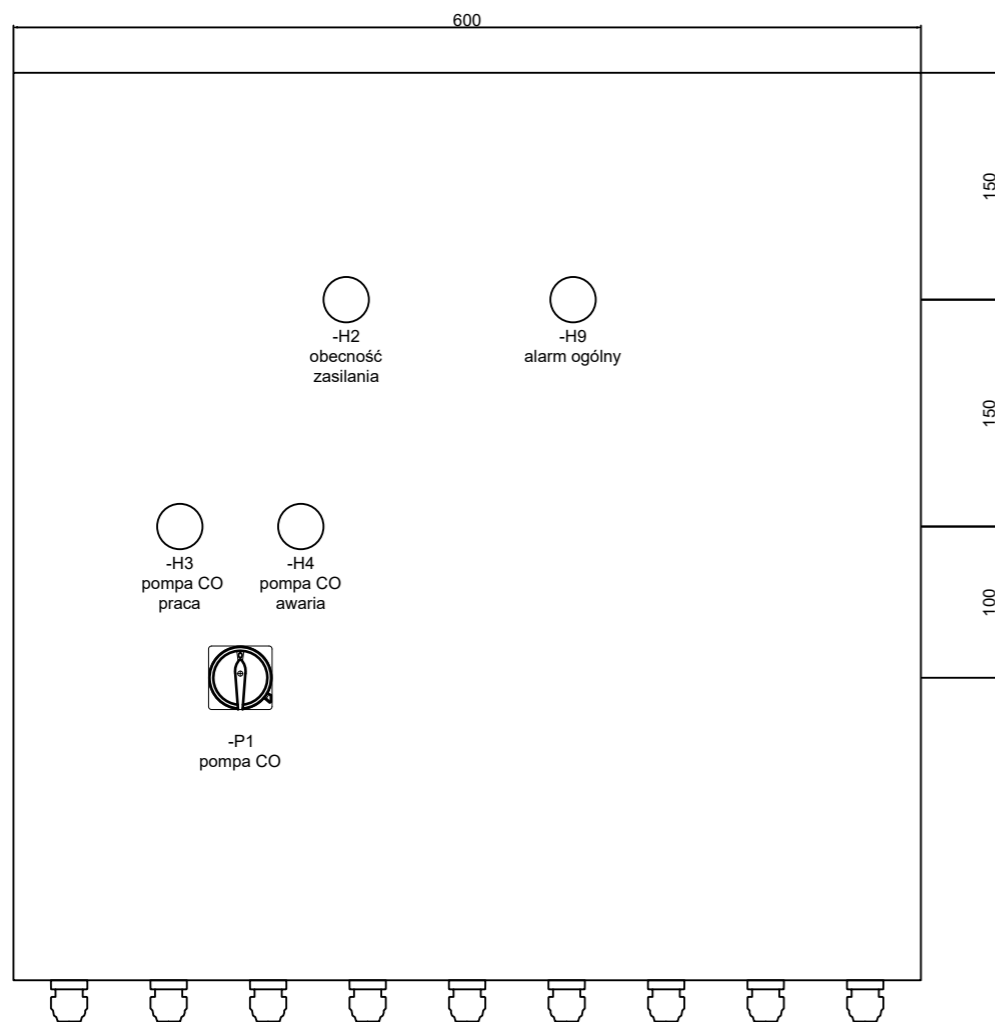 600
150
-H2
obecność
zasilania
-H9
alarm ogólny
150
-H3
pompa CO
praca
-H4
pompa CO
awaria
100
-P1
pompa CO